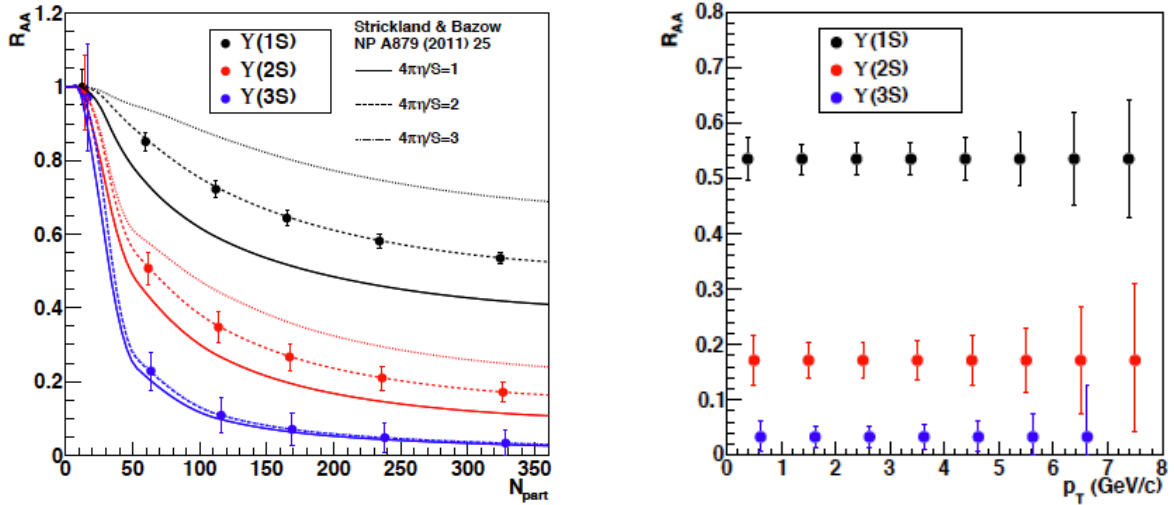 R_AA
1.2
1
0.8
0.6
0.4
0.2
0
0 50 100 150 200 250 300 350
N_part
Υ(1S)
Υ(2S)
Υ(3S)
Strickland & Bazow
NP A879 (2011) 25
4πη/S=1
4πη/S=2
4πη/S=3
R_AA
0.8
0.7
0.6
0.5
0.4
0.3
0.2
0.1
0
0 1 2 3 4 5 6 7 8
p_T (GeV/c)
Υ(1S)
Υ(2S)
Υ(3S)